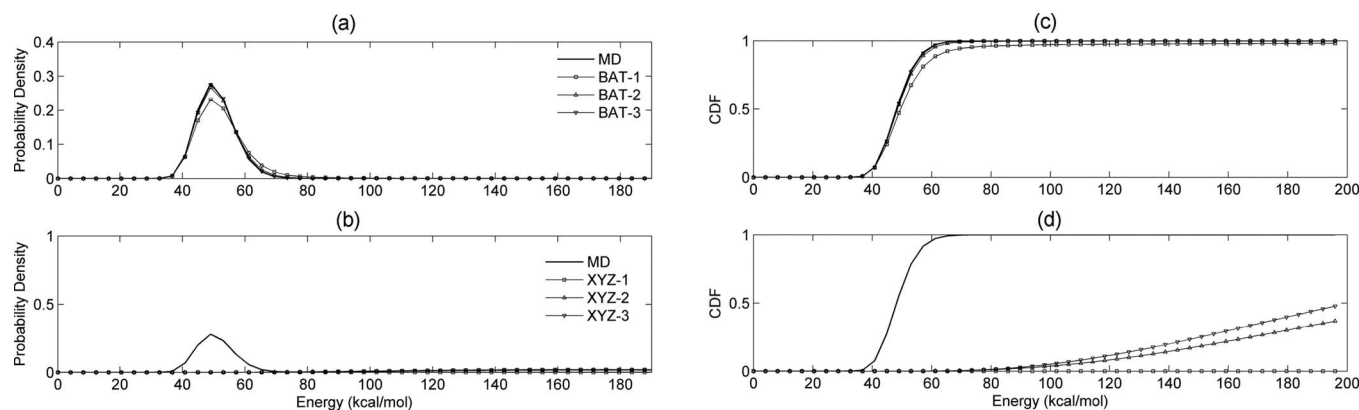 (a)
Probability Density
0.4
0.3
0.2
0.1
0
MD
BAT-1
BAT-2
BAT-3
0 20 40 60 80 100 120 140 160 180
(b)
Probability Density
1
0.5
0
MD
XYZ-1
XYZ-2
XYZ-3
0 20 40 60 80 100 120 140 160 180
Energy (kcal/mol)
(c)
CDF
1
0.5
0
0 20 40 60 80 100 120 140 160 180 200
(d)
CDF
1
0.5
0
0 20 40 60 80 100 120 140 160 180 200
Energy (kcal/mol)